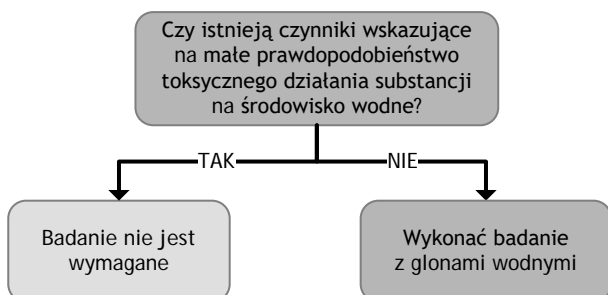 Czy istnieją czynniki wskazujące
na małe prawdopodobieństwo
toksycznego działania substancji
na środowisko wodne?
TAK
NIE
Badanie nie jest
wymagane
Wykonać badanie
z glonami wodnymi